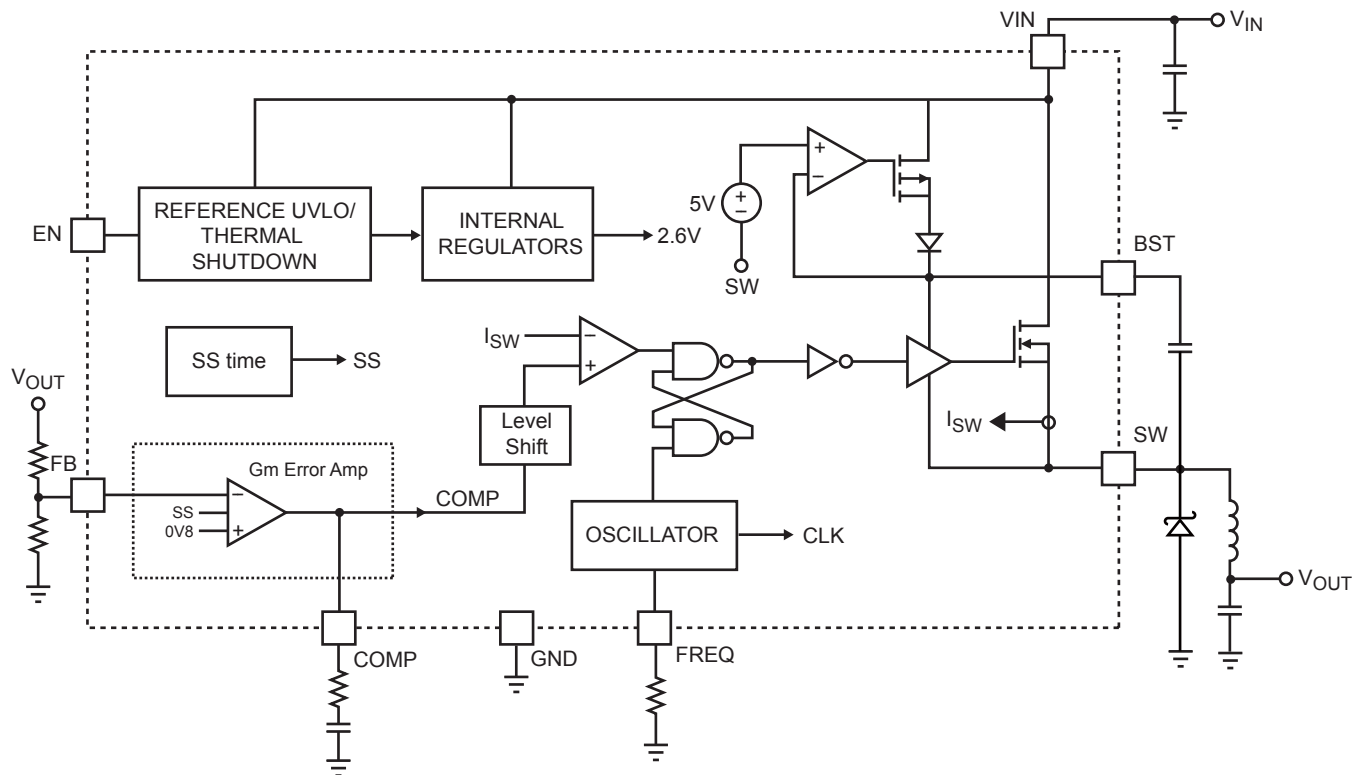 VIN
V_IN
REFERENCE UVLO/
THERMAL
SHUTDOWN
INTERNAL
REGULATORS
2.6V
EN
5V
+
−
+
−
SW
BST
SS time
SS
I_SW
−
+
V_OUT
Level
Shift
I_SW
SW
FB
Gm Error Amp
−
SS
0V8
+
COMP
OSCILLATOR
CLK
V_OUT
COMP
GND
FREQ